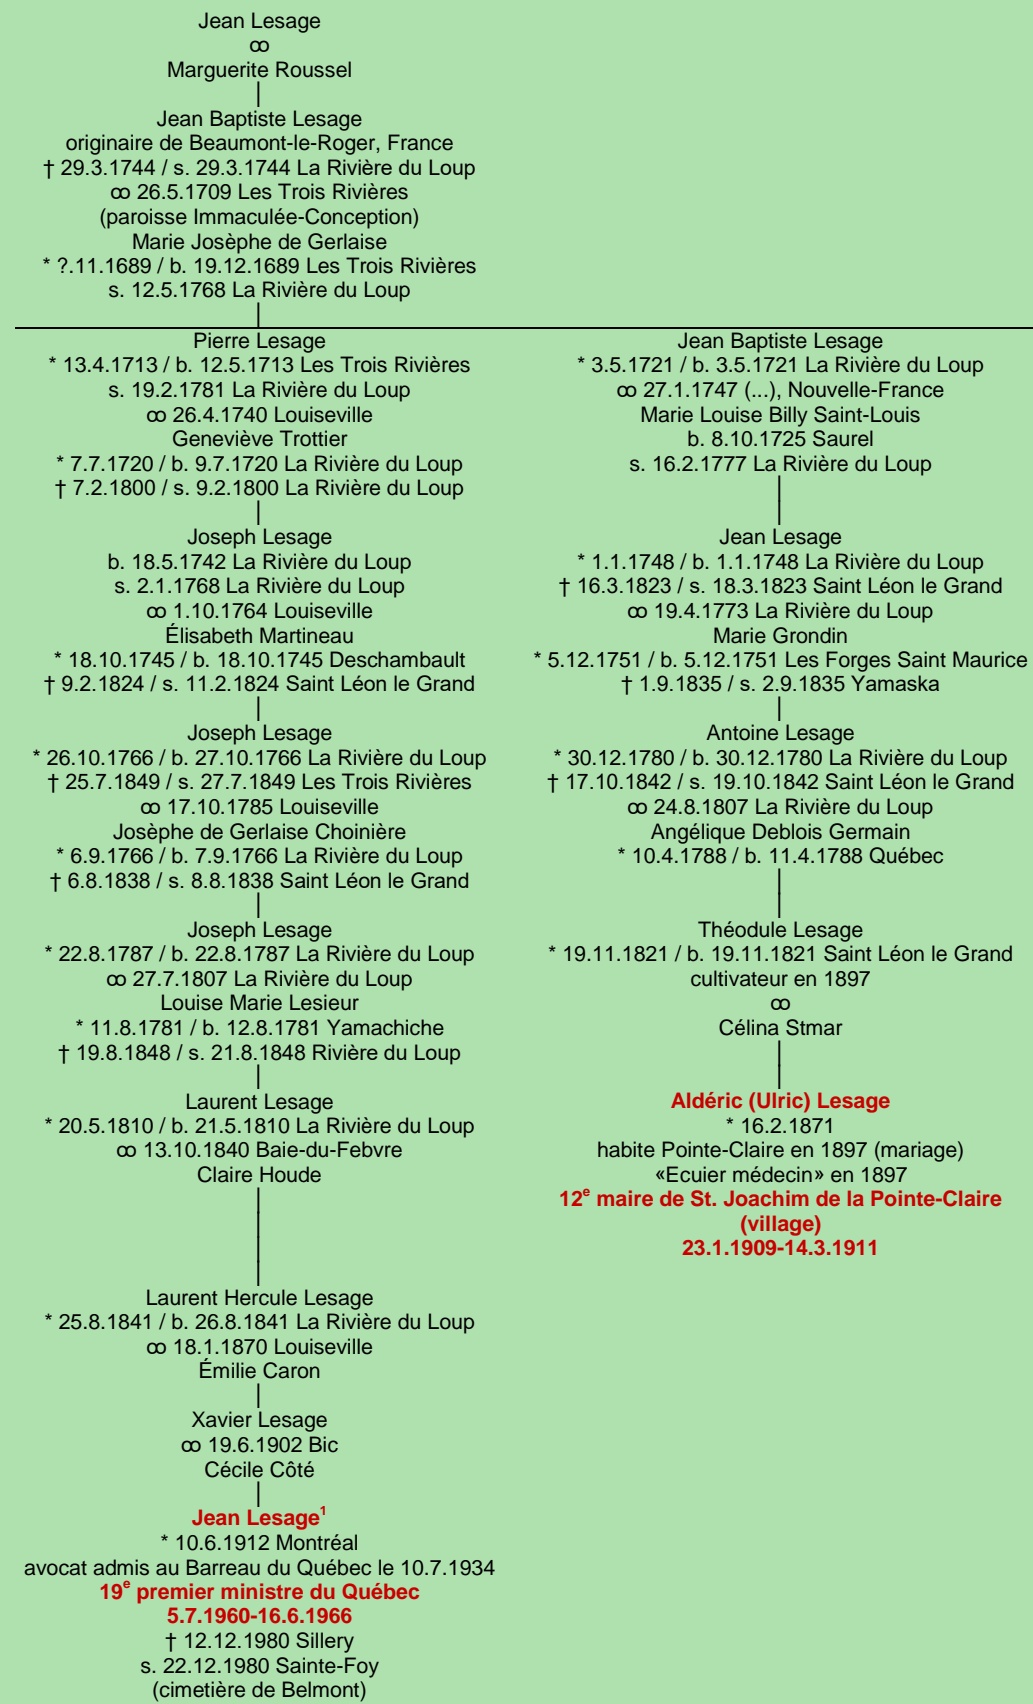 Jean Lesage
ꝏ
Marguerite Roussel
Jean Baptiste Lesage
originaire de Beaumont-le-Roger, France
† 29.3.1744 / s. 29.3.1744 La Rivière du Loup
ꝏ 26.5.1709 Les Trois Rivières
(paroisse Immaculée-Conception)
Marie Josèphe de Gerlaise
* ?.11.1689 / b. 19.12.1689 Les Trois Rivières
s. 12.5.1768 La Rivière du Loup
Pierre Lesage
* 13.4.1713 / b. 12.5.1713 Les Trois Rivières
s. 19.2.1781 La Rivière du Loup
ꝏ 26.4.1740 Louiseville
Geneviève Trottier
* 7.7.1720 / b. 9.7.1720 La Rivière du Loup
† 7.2.1800 / s. 9.2.1800 La Rivière du Loup
Joseph Lesage
b. 18.5.1742 La Rivière du Loup
s. 2.1.1768 La Rivière du Loup
ꝏ 1.10.1764 Louiseville
Élisabeth Martineau
* 18.10.1745 / b. 18.10.1745 Deschambault
† 9.2.1824 / s. 11.2.1824 Saint Léon le Grand
Joseph Lesage
* 26.10.1766 / b. 27.10.1766 La Rivière du Loup
† 25.7.1849 / s. 27.7.1849 Les Trois Rivières
ꝏ 17.10.1785 Louiseville
Josèphe de Gerlaise Choinière
* 6.9.1766 / b. 7.9.1766 La Rivière du Loup
† 6.8.1838 / s. 8.8.1838 Saint Léon le Grand
Joseph Lesage
* 22.8.1787 / b. 22.8.1787 La Rivière du Loup
ꝏ 27.7.1807 La Rivière du Loup
Louise Marie Lesieur
* 11.8.1781 / b. 12.8.1781 Yamachiche
† 19.8.1848 / s. 21.8.1848 Rivière du Loup
Laurent Lesage
* 20.5.1810 / b. 21.5.1810 La Rivière du Loup
ꝏ 13.10.1840 Baie-du-Febvre
Claire Houde
Laurent Hercule Lesage
* 25.8.1841 / b. 26.8.1841 La Rivière du Loup
ꝏ 18.1.1870 Louiseville
Émilie Caron
Xavier Lesage
ꝏ 19.6.1902 Bic
Cécile Côté
Jean Lesage¹
* 10.6.1912 Montréal
avocat admis au Barreau du Québec le 10.7.1934
19e premier ministre du Québec
5.7.1960-16.6.1966
† 12.12.1980 Sillery
s. 22.12.1980 Sainte-Foy
(cimetière de Belmont)
Jean Baptiste Lesage
* 3.5.1721 / b. 3.5.1721 La Rivière du Loup
ꝏ 27.1.1747 (...), Nouvelle-France
Marie Louise Billy Saint-Louis
b. 8.10.1725 Saurel
s. 16.2.1777 La Rivière du Loup
Jean Lesage
* 1.1.1748 / b. 1.1.1748 La Rivière du Loup
† 16.3.1823 / s. 18.3.1823 Saint Léon le Grand
ꝏ 19.4.1773 La Rivière du Loup
Marie Grondin
* 5.12.1751 / b. 5.12.1751 Les Forges Saint Maurice
† 1.9.1835 / s. 2.9.1835 Yamaska
Antoine Lesage
* 30.12.1780 / b. 30.12.1780 La Rivière du Loup
† 17.10.1842 / s. 19.10.1842 Saint Léon le Grand
ꝏ 24.8.1807 La Rivière du Loup
Angélique Deblois Germain
* 10.4.1788 / b. 11.4.1788 Québec
Théodule Lesage
* 19.11.1821 / b. 19.11.1821 Saint Léon le Grand
cultivateur en 1897
ꝏ
Célina Stmar
Aldéric (Ulric) Lesage
* 16.2.1871
habite Pointe-Claire en 1897 (mariage)
«Ecuier médecin» en 1897
12e maire de St. Joachim de la Pointe-Claire
(village)
23.1.1909-14.3.1911